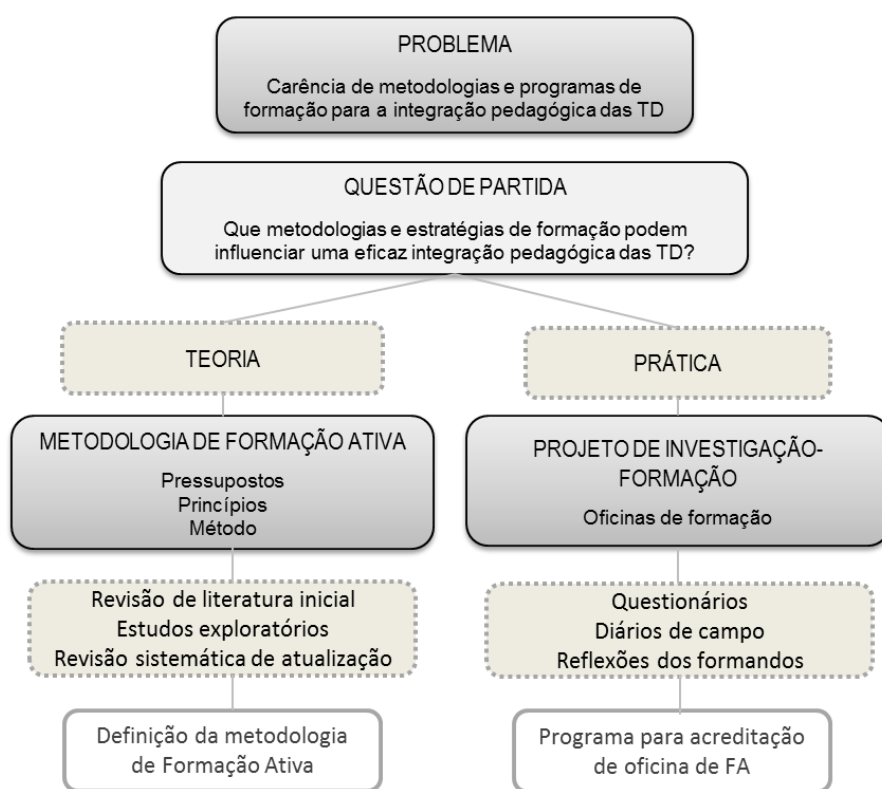 PROBLEMA
Carência de metodologias e programas de
formação para a integração pedagógica das TD
QUESTÃO DE PARTIDA
Que metodologias e estratégias de formação podem
influenciar uma eficaz integração pedagógica das TD?
TEORIA
METODOLOGIA DE FORMAÇÃO ATIVA
Pressupostos
Princípios
Método
Revisão de literatura inicial
Estudos exploratórios
Revisão sistemática de atualização
Definição da metodologia
de Formação Ativa
PRÁTICA
PROJETO DE INVESTIGAÇÃO-
FORMAÇÃO
Oficinas de formação
Questionários
Diários de campo
Reflexões dos formandos
Programa para acreditação
de oficina de FA